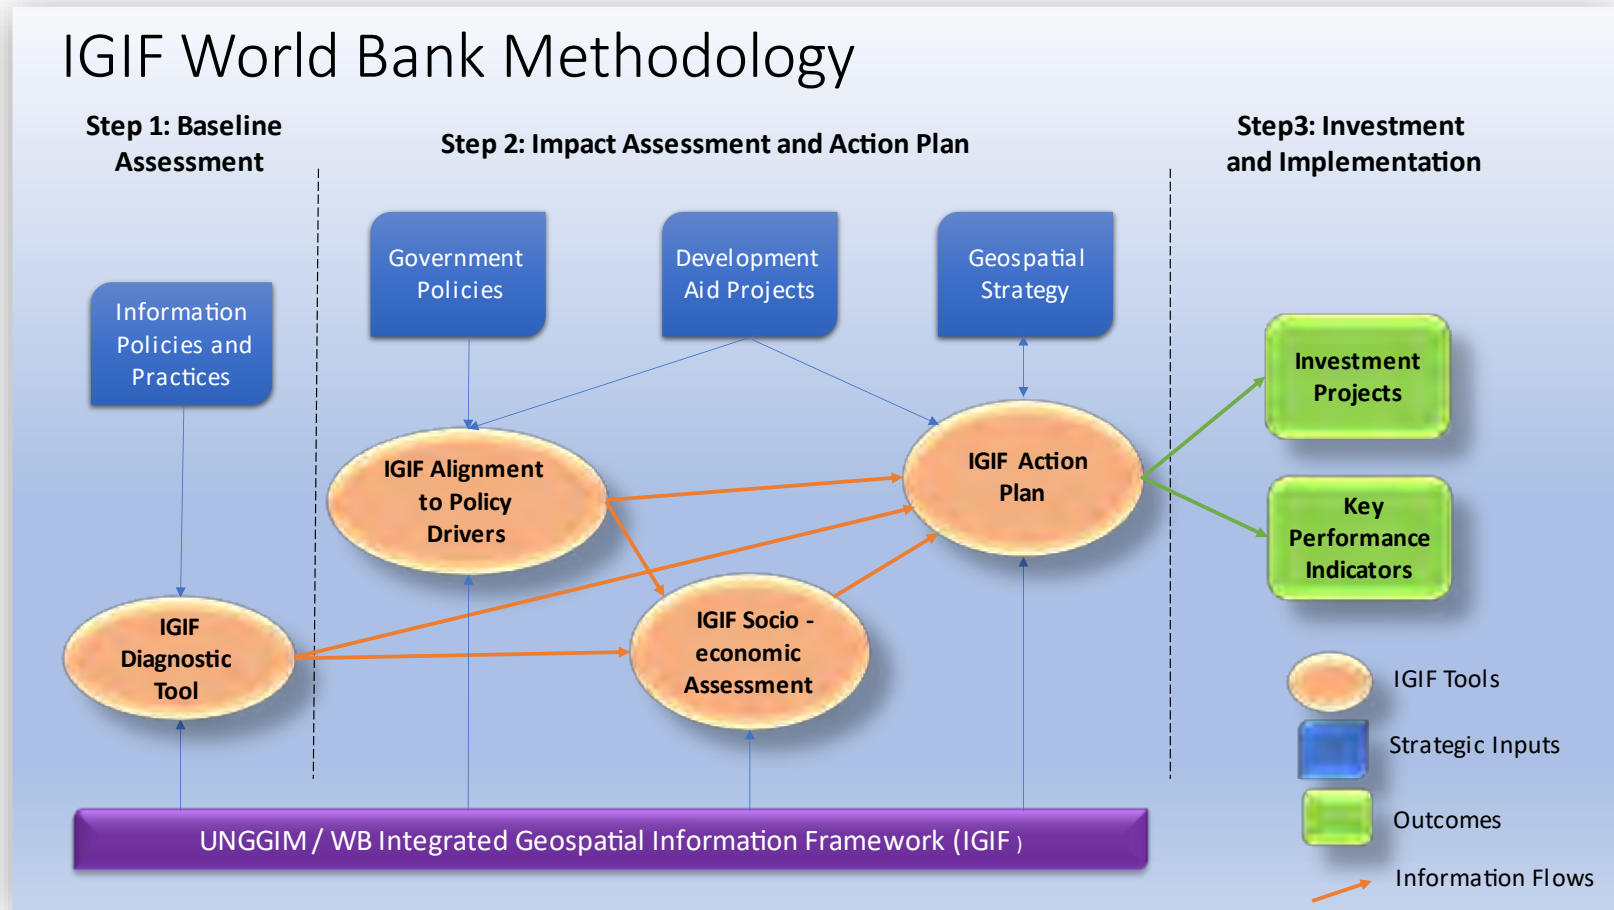 IGIF World Bank Methodology
Step 1: Baseline
Assessment
Step 2: Impact Assessment and Action Plan
Step3: Investment
and Implementation
Government
Policies
Development
Aid Projects
Geospatial
Strategy
Information
Policies and
Practices
Investment
Projects
IGIF Alignment
to Policy
Drivers
IGIF Action
Plan
Key
Performance
Indicators
IGIF
Diagnostic
Tool
IGIF Socio -
economic
Assessment
IGIF Tools
Strategic Inputs
Outcomes
Information Flows
UNGGIM / WB Integrated Geospatial Information Framework (IGIF )